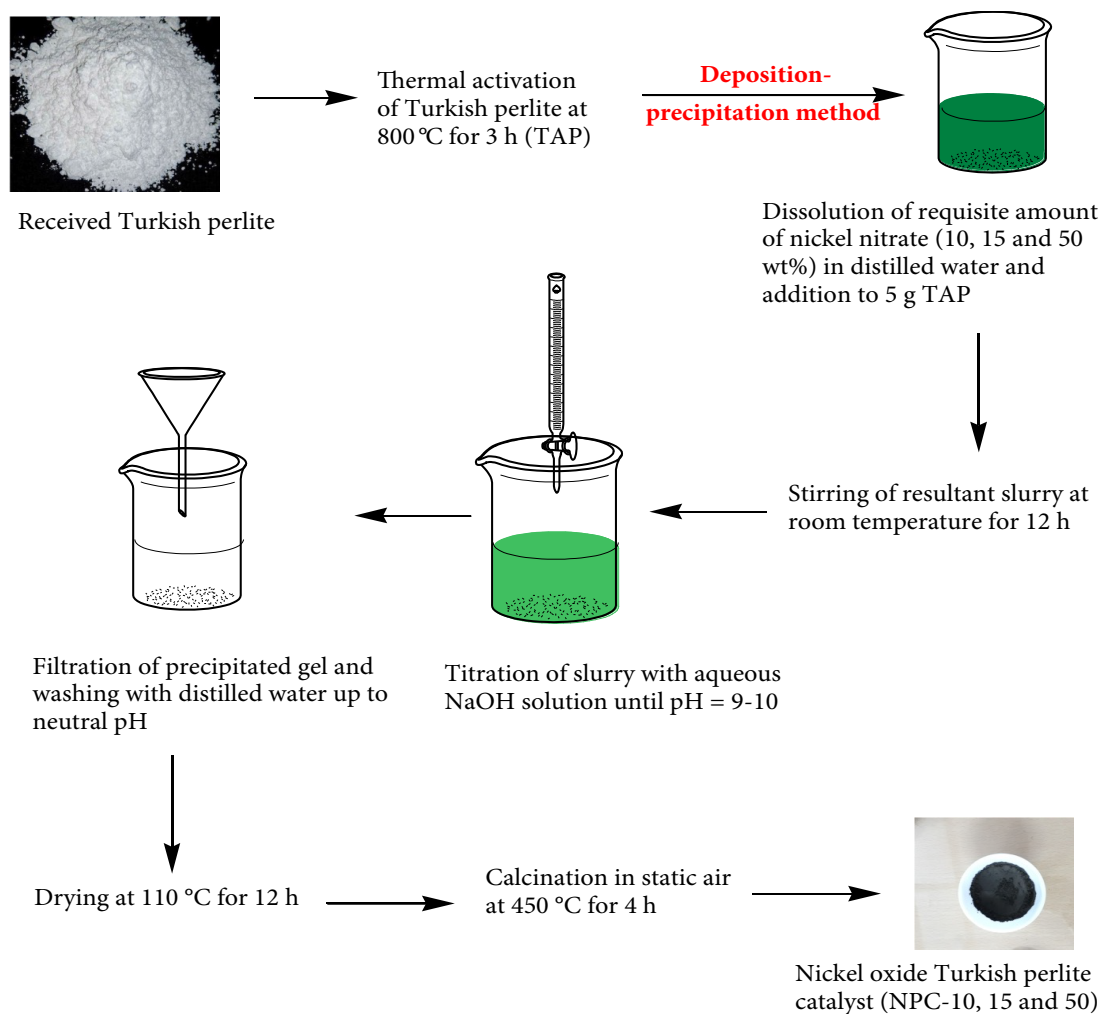 Received Turkish perlite
Thermal activation
of Turkish perlite at
800 °C for 3 h (TAP)
Deposition-
precipitation method
Dissolution of requisite amount
of nickel nitrate (10, 15 and 50
wt%) in distilled water and
addition to 5 g TAP
Stirring of resultant slurry at
room temperature for 12 h
Titration of slurry with aqueous
NaOH solution until pH = 9-10
Filtration of precipitated gel and
washing with distilled water up to
neutral pH
Drying at 110 °C for 12 h
Calcination in static air
at 450 °C for 4 h
Nickel oxide Turkish perlite
catalyst (NPC-10, 15 and 50)